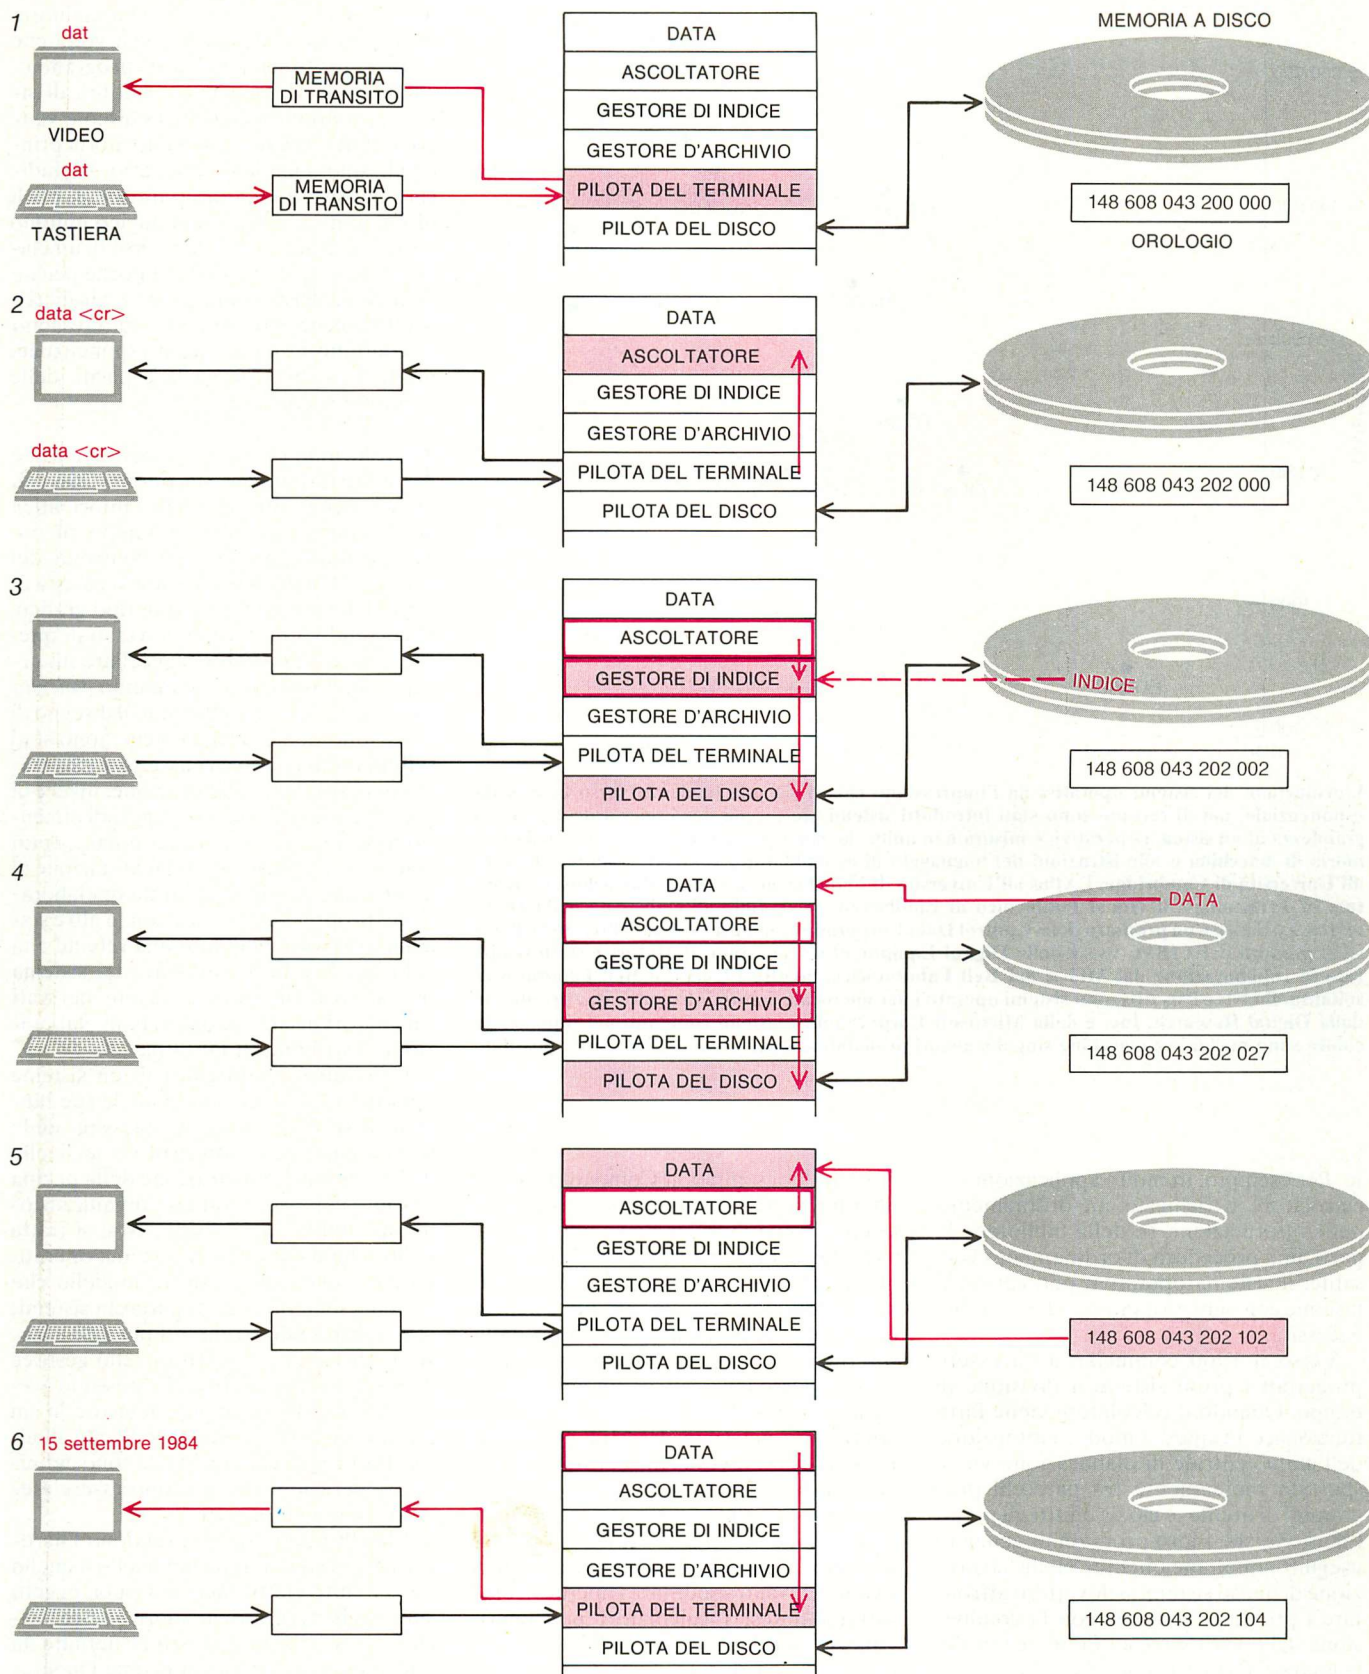 1
dat
VIDEO
dat
TASTIERA
MEMORIA
DI TRANSITO
MEMORIA
DI TRANSITO
DATA
ASCOLTATORE
GESTORE DI INDICE
GESTORE D'ARCHIVIO
PILOTA DEL TERMINALE
PILOTA DEL DISCO
MEMORIA A DISCO
148 608 043 200 000
OROLOGIO
2
data <cr>
data <cr>
DATA
ASCOLTATORE
GESTORE DI INDICE
GESTORE D'ARCHIVIO
PILOTA DEL TERMINALE
PILOTA DEL DISCO
148 608 043 202 000
3
DATA
ASCOLTATORE
GESTORE DI INDICE
GESTORE D'ARCHIVIO
PILOTA DEL TERMINALE
PILOTA DEL DISCO
INDICE
148 608 043 202 002
4
DATA
ASCOLTATORE
GESTORE DI INDICE
GESTORE D'ARCHIVIO
PILOTA DEL TERMINALE
PILOTA DEL DISCO
DATA
148 608 043 202 027
5
DATA
ASCOLTATORE
GESTORE DI INDICE
GESTORE D'ARCHIVIO
PILOTA DEL TERMINALE
PILOTA DEL DISCO
148 608 043 202 102
6
15 settembre 1984
DATA
ASCOLTATORE
GESTORE DI INDICE
GESTORE D'ARCHIVIO
PILOTA DEL TERMINALE
PILOTA DEL DISCO
148 608 043 202 104